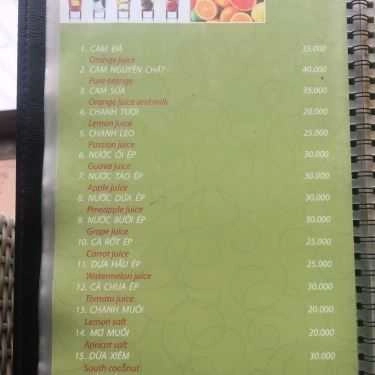 1. CAM ĐÁ 35.000
Orange juice
2. CAM NGUYÊN CHẤT 40.000
Pure orange
3. CAM SỮA 35.000
Orange juice and milk
6. CHANH TƯƠI 20.000
Lemon juice
5. CHANH LEO 25.000
Passion juice
6. NƯỚC ỔI ÉP 30.000
Guava juice
7. NƯỚC TÁO ÉP 30.000
Apple juice
8. NƯỚC DỨA ÉP 30.000
Pineapple juice
9. NƯỚC BƯỞI ÉP 30.000
Grape juice
10. CÀ RỐT ÉP 25.000
Carrot juice
11. DƯA HẤU ÉP 25.000
Watermelon juice
12. CÀ CHUA ÉP 30.000
Tomato juice
13. CHANH MUỐI 20.000
Lemon salt
14. MƠ MUỐI 20.000
Apricot salt
15. DỪA XIÊM 30.000
South coconut